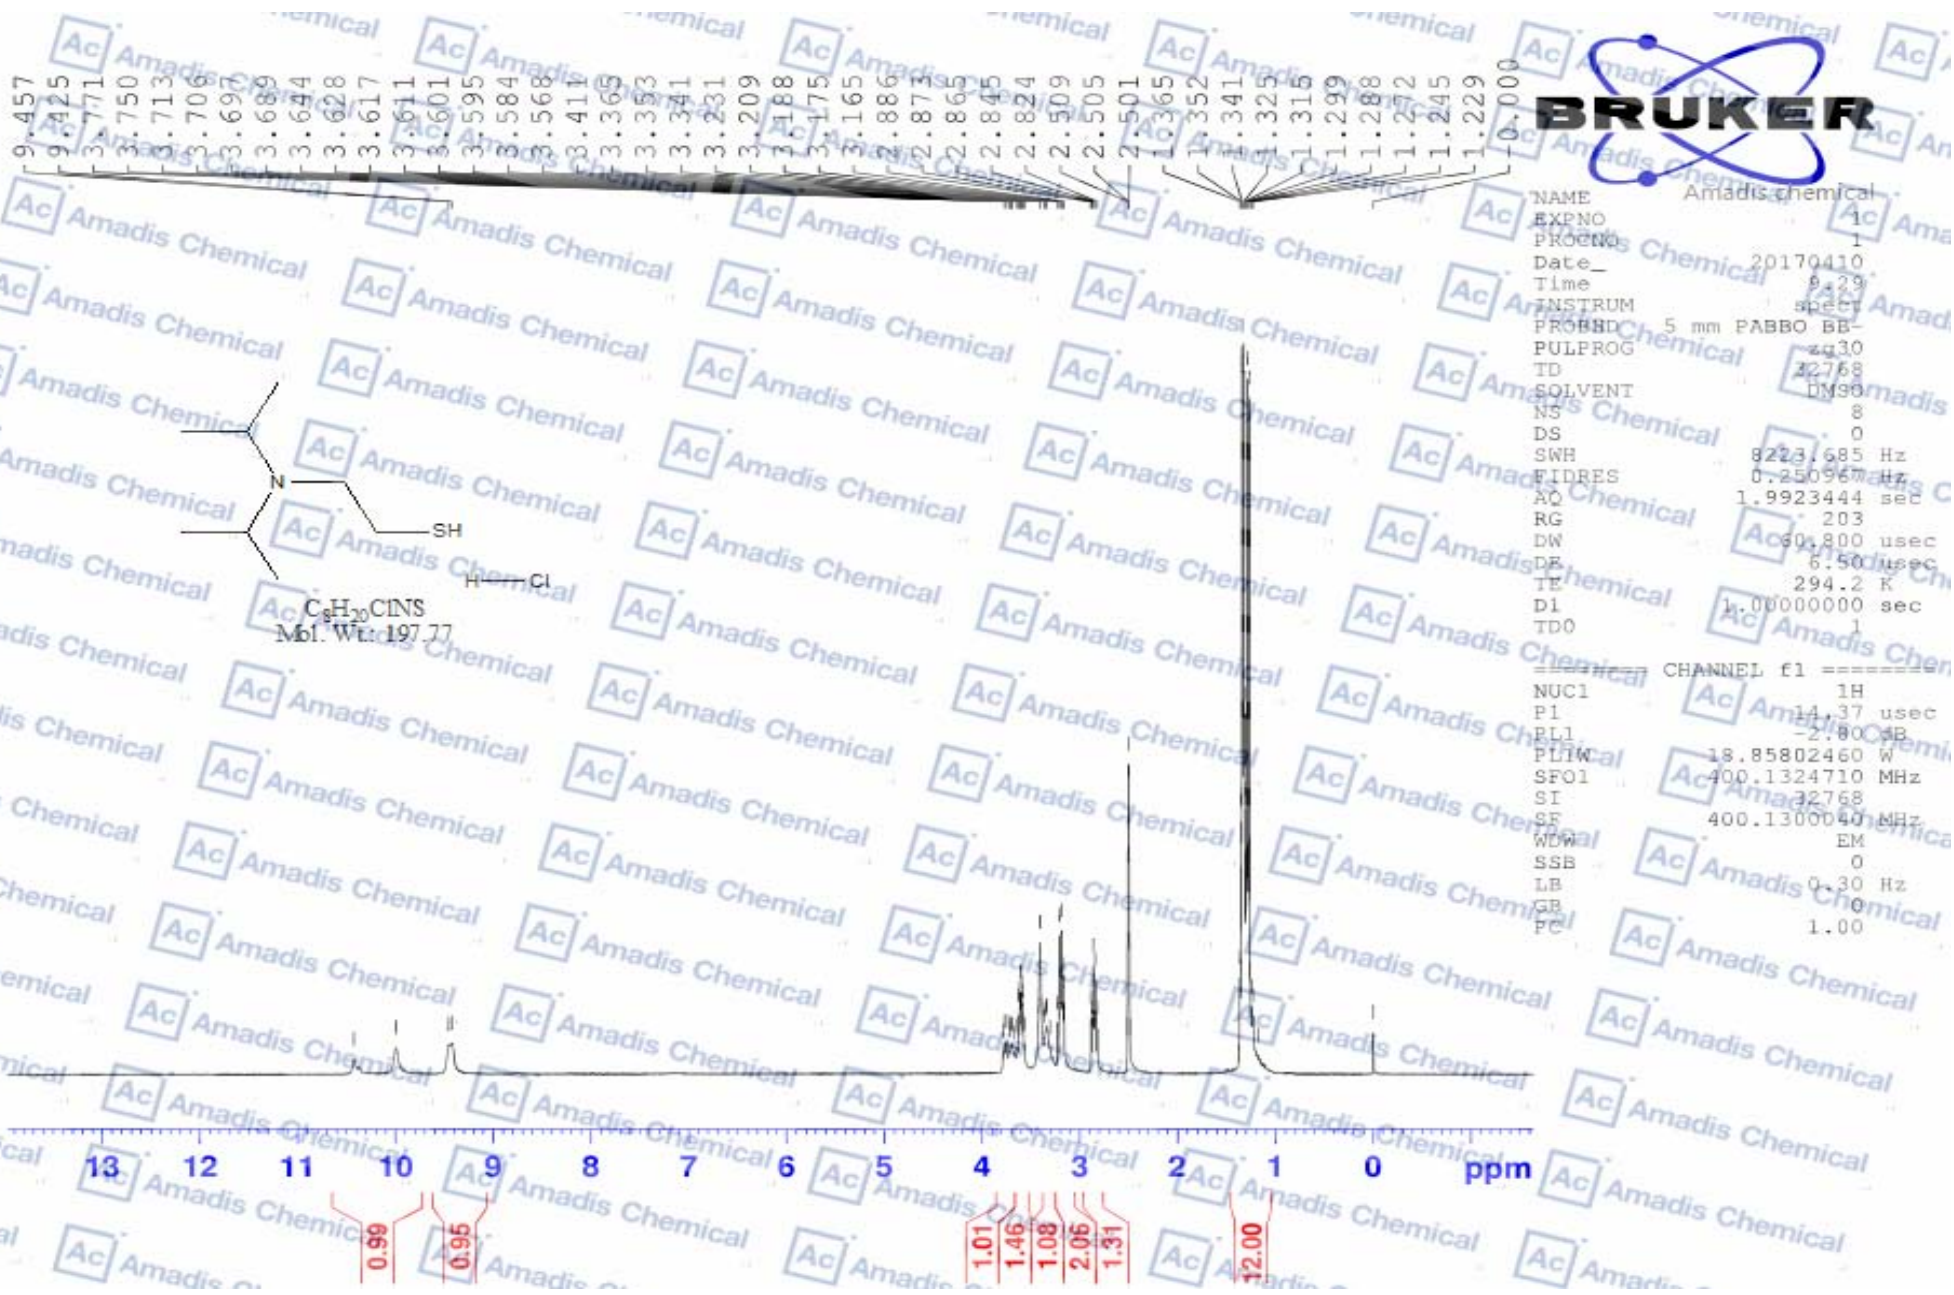 9.457
9.425
3.771
3.750
3.713
3.706
3.697
3.689
3.644
3.628
3.617
3.611
3.601
3.595
3.584
3.568
3.411
3.365
3.353
3.341
3.231
3.209
3.188
3.175
3.165
2.886
2.873
2.865
2.845
2.824
2.509
2.505
2.501
1.365
1.352
1.341
1.325
1.315
1.299
1.288
1.272
1.245
1.229
-0.000
BRUKER
NAME Amadis chemical
EXPNO 1
PROCNO 1
Date_ 20170410
Time 9.29
INSTRUM spect
PROBHD 5 mm PABBO BB-
PULPROG zg30
TD 32768
SOLVENT DMSO
NS 8
DS 0
SWH 8223.685 Hz
FIDRES 0.250967 Hz
AQ 1.9923444 sec
RG 203
DW 60.800 usec
DE 6.50 usec
TE 294.2 K
D1 1.00000000 sec
TD0 1
======== CHANNEL f1 ========
NUC1 1H
P1 14.37 usec
PL1 -2.80 dB
PL1W 18.85802460 W
SFO1 400.1324710 MHz
SI 32768
SF 400.1300040 MHz
WDW EM
SSB 0
LB 0.30 Hz
GB 0
PC 1.00
N
SH
H Cl
C8H20ClNS
Mol. Wt.: 197.77
13 12 11 10 9 8 7 6 5 4 3 2 1 0 ppm
0.99
0.95
1.01
1.46
1.08
2.05
1.31
12.00
Ac Amadis Chemical